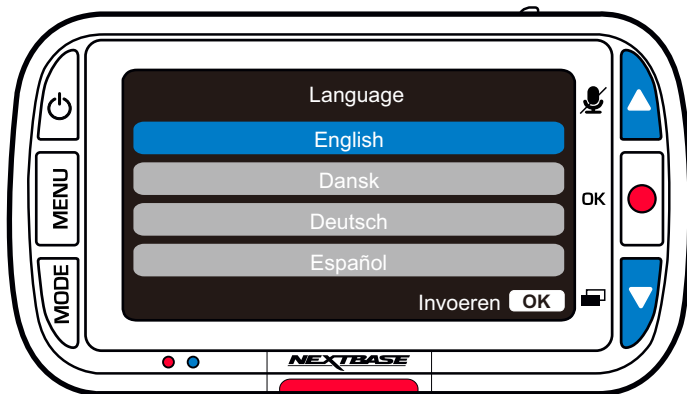 Language
English
Dansk
Deutsch
Español
Invoeren OK
MENU
MODE
OK
NEXTBASE